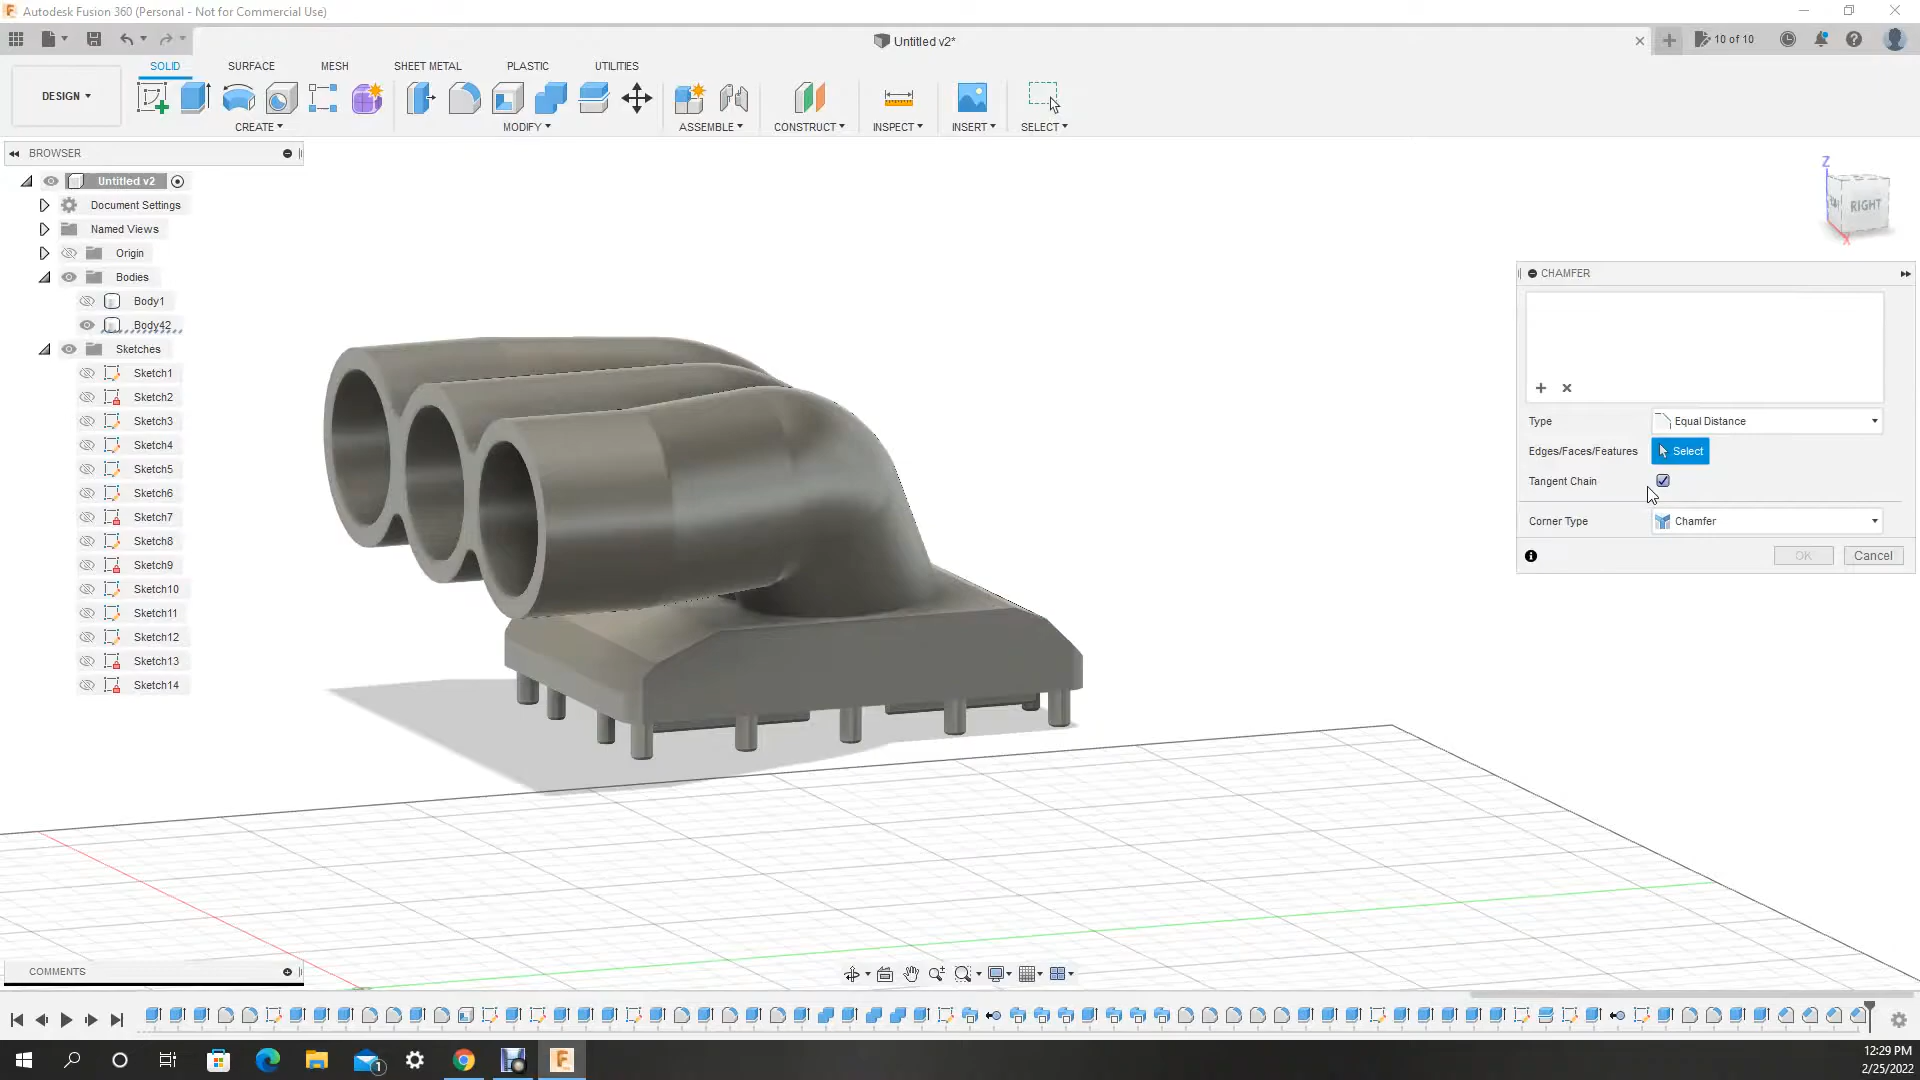 Autodesk Fusion 360 (Personal - Not for Commercial Use)
Untitled v2*
10 of 10
DESIGN
SOLID
SURFACE
MESH
SHEET METAL
PLASTIC
UTILITIES
CREATE
MODIFY
ASSEMBLE
CONSTRUCT
INSPECT
INSERT
SELECT
BROWSER
Untitled v2
Document Settings
Named Views
Origin
Bodies
Body1
Body42
Sketches
Sketch1
Sketch2
Sketch3
Sketch4
Sketch5
Sketch6
Sketch7
Sketch8
Sketch9
Sketch10
Sketch11
Sketch12
Sketch13
Sketch14
Z
RIGHT
X
CHAMFER
Type
Equal Distance
Edges/Faces/Features
Select
Tangent Chain
Corner Type
Chamfer
OK
Cancel
COMMENTS
1
12:29 PM
2/25/2022